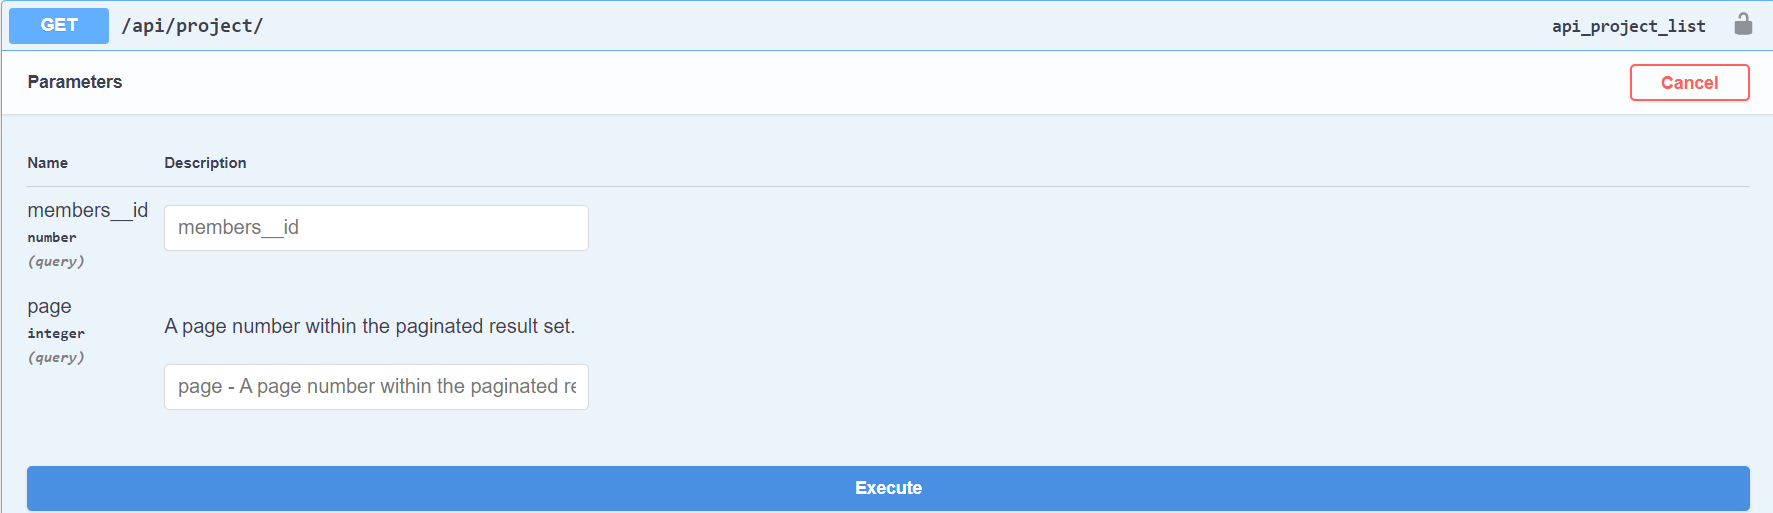 GET /api/project/ api_project_list
Parameters Cancel
Name Description
members__id
number
(query)
members__id
page
integer
(query)
A page number within the paginated result set.
page - A page number within the paginated re
Execute